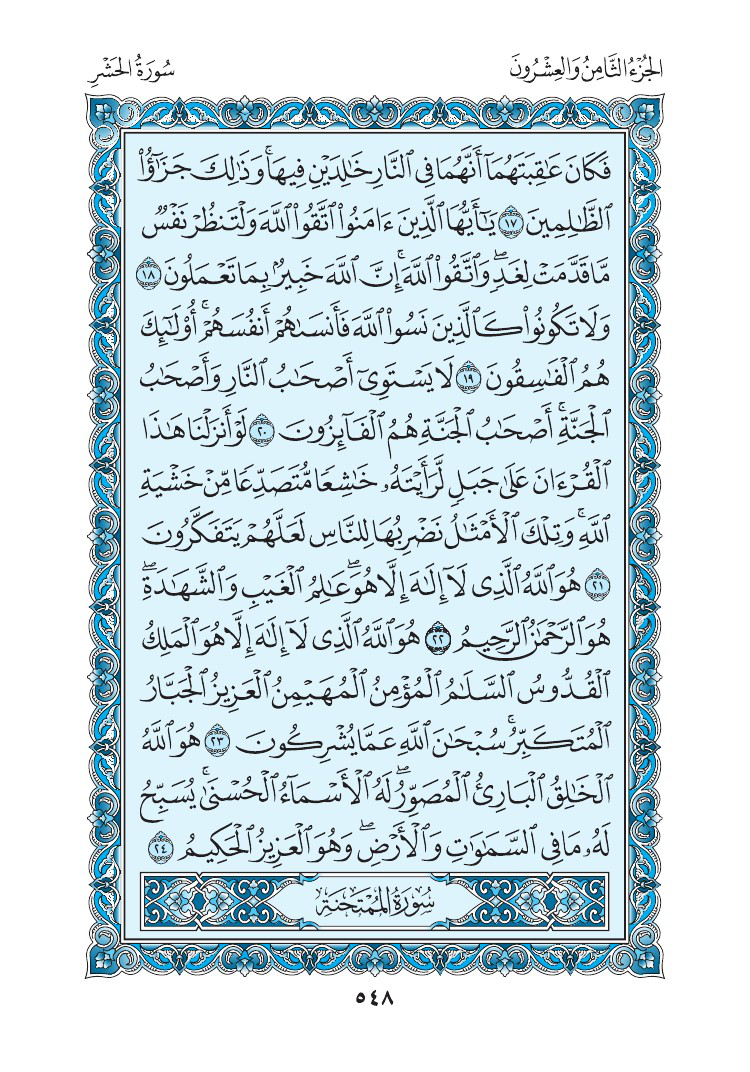 الجُزْءُ الثَّامِنُ وَالعِشْرُونَ
سُورَةُ الحَشْرِ
فَكَانَ عَٰقِبَتَهُمَآ أَنَّهُمَا فِى ٱلنَّارِ خَٰلِدَيْنِ فِيهَاۚ وَذَٰلِكَ جَزَٰٓؤُاْ
ٱلظَّٰلِمِينَ ١٧ يَٰٓأَيُّهَا ٱلَّذِينَ ءَامَنُواْ ٱتَّقُواْ ٱللَّهَ وَلْتَنظُرْ نَفْسٌ
مَّا قَدَّمَتْ لِغَدٍۖ وَٱتَّقُواْ ٱللَّهَۚ إِنَّ ٱللَّهَ خَبِيرٌۢ بِمَا تَعْمَلُونَ ١٨
وَلَا تَكُونُواْ كَٱلَّذِينَ نَسُواْ ٱللَّهَ فَأَنسَىٰهُمْ أَنفُسَهُمْۚ أُوْلَٰٓئِكَ
هُمُ ٱلْفَٰسِقُونَ ١٩ لَا يَسْتَوِىٓ أَصْحَٰبُ ٱلنَّارِ وَأَصْحَٰبُ
ٱلْجَنَّةِۚ أَصْحَٰبُ ٱلْجَنَّةِ هُمُ ٱلْفَآئِزُونَ ٢٠ لَوْ أَنزَلْنَا هَٰذَا
ٱلْقُرْءَانَ عَلَىٰ جَبَلٍ لَّرَأَيْتَهُۥ خَٰشِعًا مُّتَصَدِّعًا مِّنْ خَشْيَةِ
ٱللَّهِۚ وَتِلْكَ ٱلْأَمْثَٰلُ نَضْرِبُهَا لِلنَّاسِ لَعَلَّهُمْ يَتَفَكَّرُونَ
٢١ هُوَ ٱللَّهُ ٱلَّذِى لَآ إِلَٰهَ إِلَّا هُوَۖ عَٰلِمُ ٱلْغَيْبِ وَٱلشَّهَٰدَةِۖ
هُوَ ٱلرَّحْمَٰنُ ٱلرَّحِيمُ ٢٢ هُوَ ٱللَّهُ ٱلَّذِى لَآ إِلَٰهَ إِلَّا هُوَ ٱلْمَلِكُ
ٱلْقُدُّوسُ ٱلسَّلَٰمُ ٱلْمُؤْمِنُ ٱلْمُهَيْمِنُ ٱلْعَزِيزُ ٱلْجَبَّارُ
ٱلْمُتَكَبِّرُۚ سُبْحَٰنَ ٱللَّهِ عَمَّا يُشْرِكُونَ ٢٣ هُوَ ٱللَّهُ
ٱلْخَٰلِقُ ٱلْبَارِئُ ٱلْمُصَوِّرُۖ لَهُ ٱلْأَسْمَآءُ ٱلْحُسْنَىٰۚ يُسَبِّحُ
لَهُۥ مَا فِى ٱلسَّمَٰوَٰتِ وَٱلْأَرْضِۖ وَهُوَ ٱلْعَزِيزُ ٱلْحَكِيمُ ٢٤
سُورَةُ المُمْتَحَنَةِ
٥٤٨